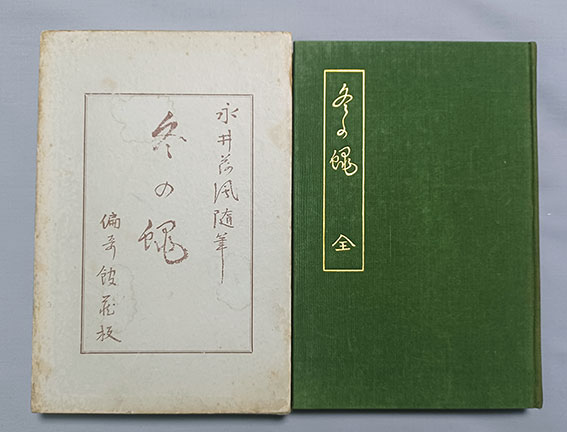 永井荷風随筆
冬の蠅
偏奇館蔵板
冬の蠅 全